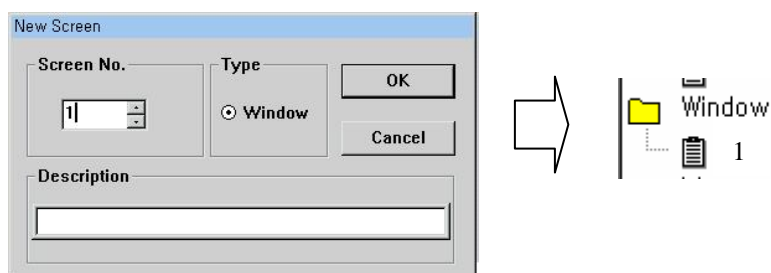 New Screen
Screen No.
Type
OK
1
Window
Cancel
Description
Window
1